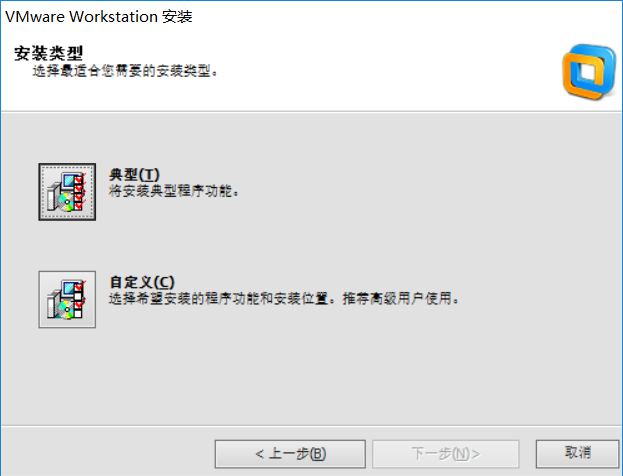 VMware Workstation 安装
安装类型
选择最适合您需要的安装类型。
典型(T)
将安装典型程序功能。
自定义(C)
选择希望安装的程序功能和安装位置。推荐高级用户使用。
< 上一步(B)
下一步(N)>
取消